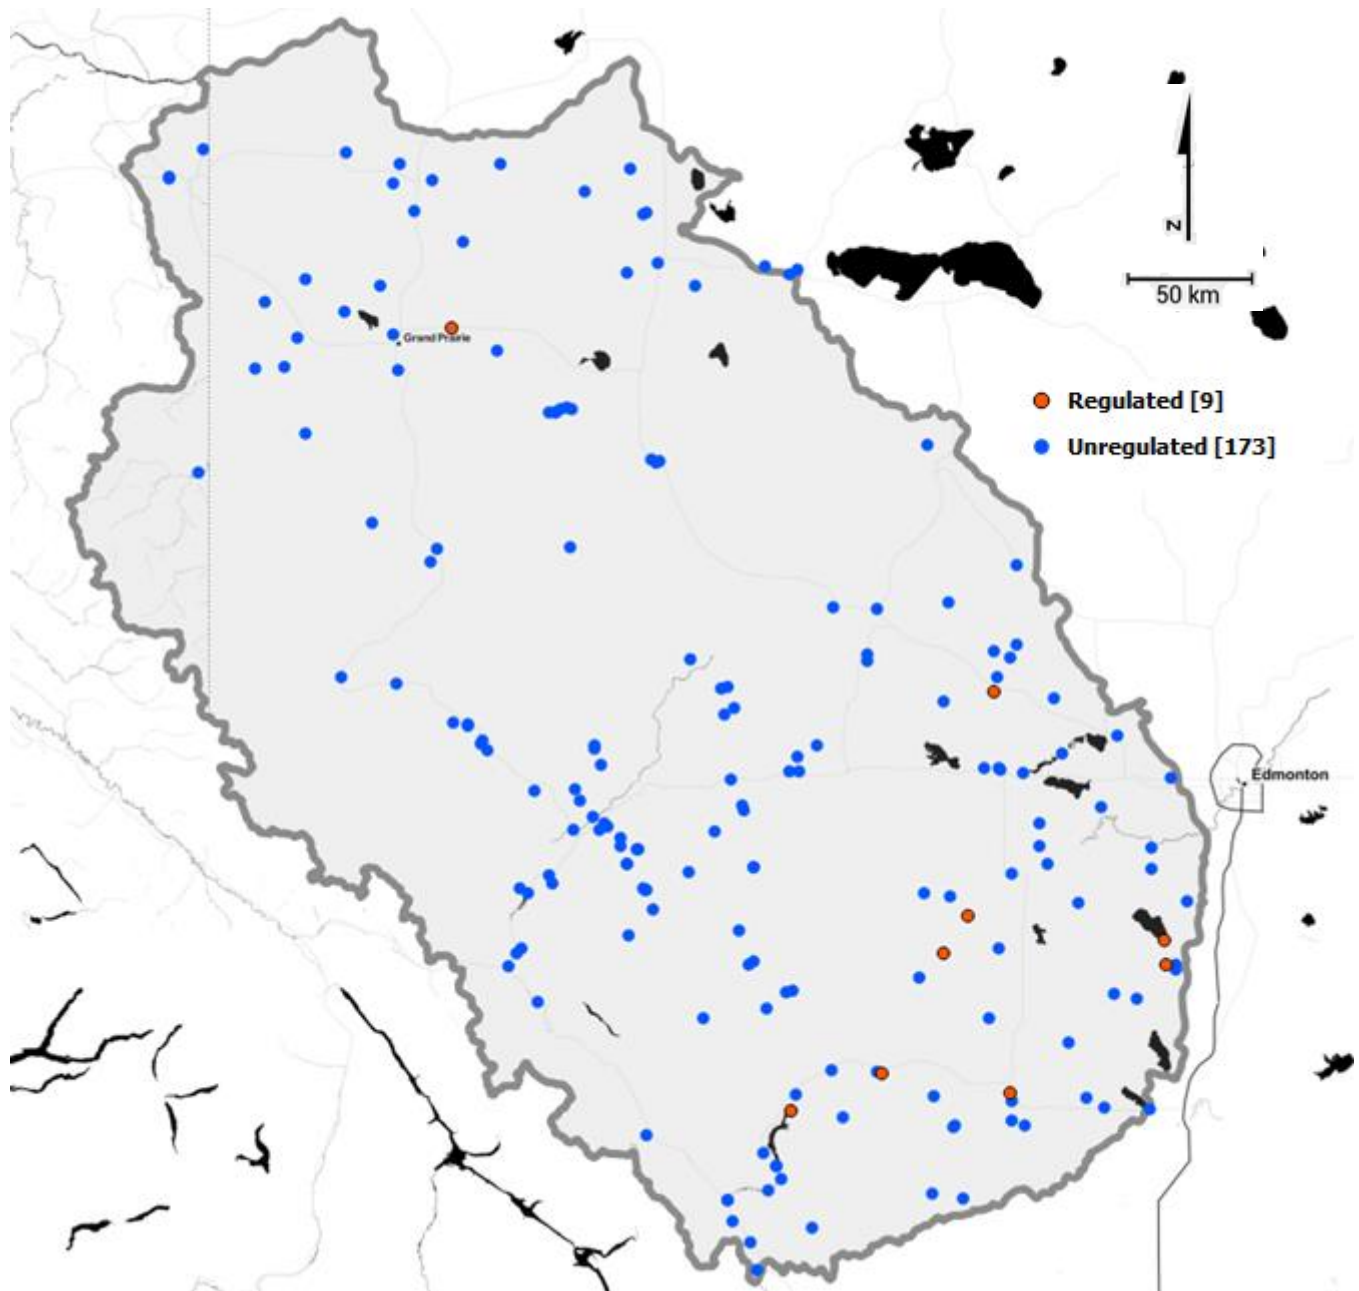 N
50 km
Grand Prairie
Regulated [9]
Unregulated [173]
Edmonton